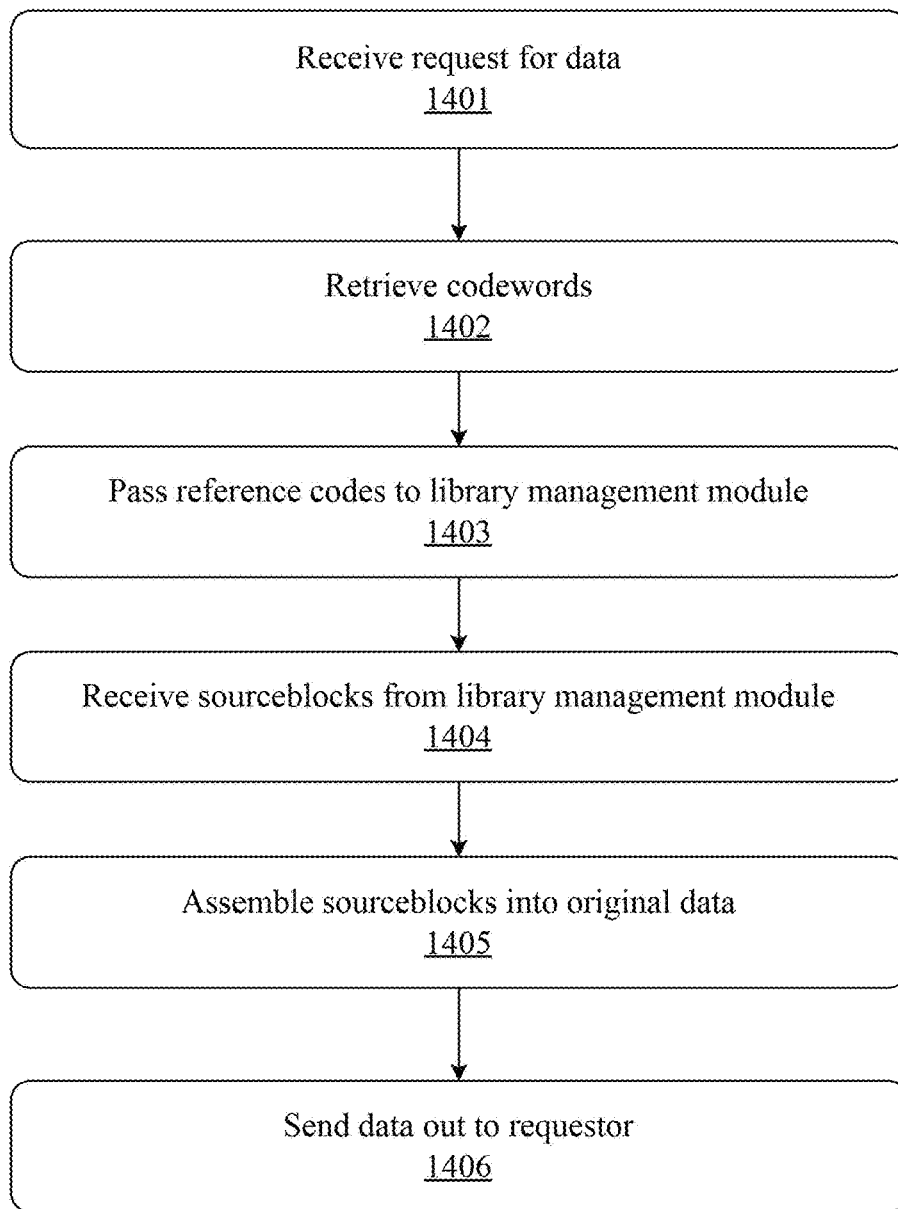 Receive request for data
1401
Retrieve codewords
1402
Pass reference codes to library management module
1403
Receive sourceblocks from library management module
1404
Assemble sourceblocks into original data
1405
Send data out to requestor
1406